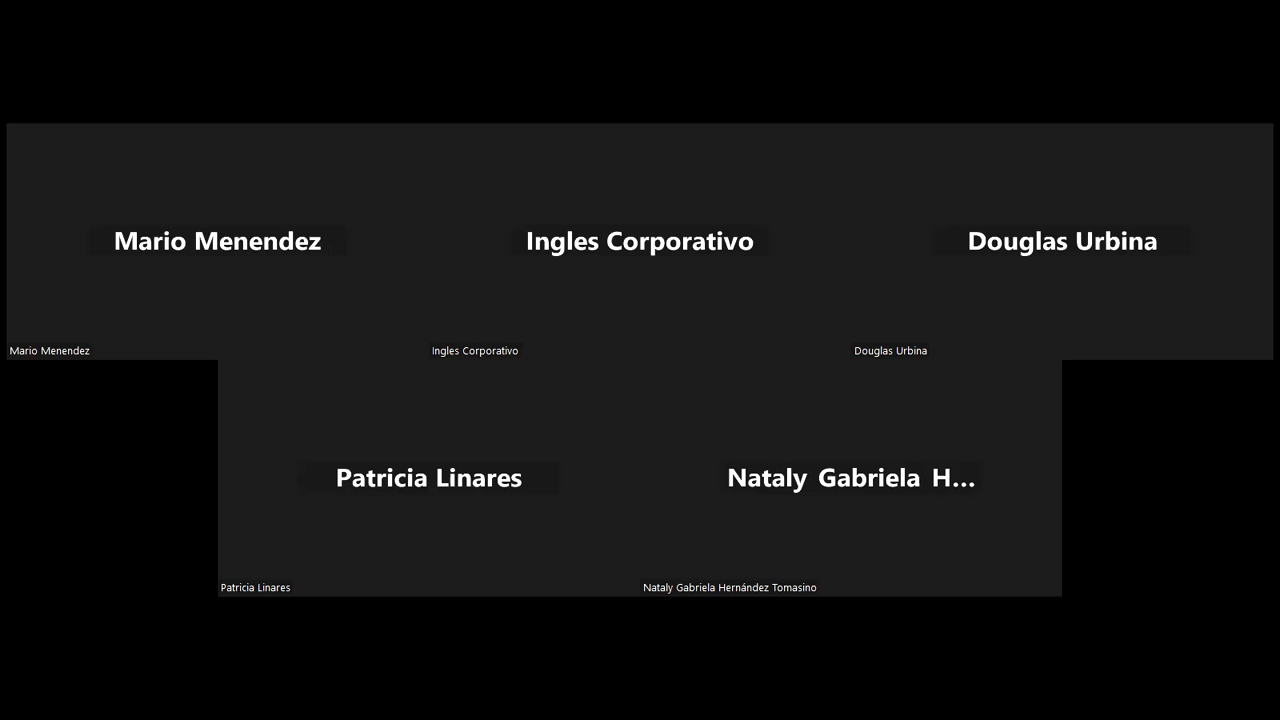 Mario Menendez
Ingles Corporativo
Douglas Urbina
Mario Menendez
Ingles Corporativo
Douglas Urbina
Patricia Linares
Nataly Gabriela H...
Patricia Linares
Nataly Gabriela Hernández Tomasino